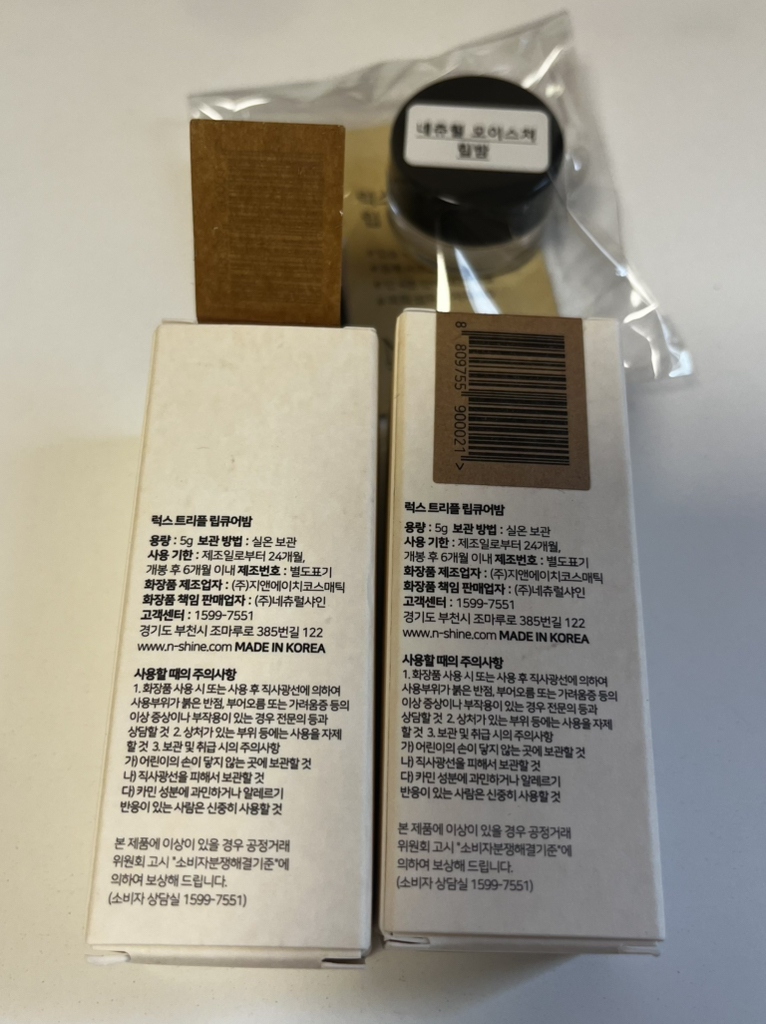 네츄럴 모이스쳐
립밤
8 809755 900021 >
럭스 트리플 립큐어밤
용량 : 5g 보관 방법 : 실온 보관
사용 기한 : 제조일로부터 24개월,
개봉 후 6개월 이내 제조번호 : 별도표기
화장품 제조업자 : (주)지앤에이치코스매틱
화장품 책임 판매업자 : (주)네츄럴샤인
고객센터 : 1599-7551
경기도 부천시 조마루로 385번길 122
www.n-shine.com MADE IN KOREA
사용할 때의 주의사항
1. 화장품 사용 시 또는 사용 후 직사광선에 의하여
사용부위가 붉은 반점, 부어오름 또는 가려움증 등의
이상 증상이나 부작용이 있는 경우 전문의 등과
상담할 것 2. 상처가 있는 부위 등에는 사용을 자제
할 것 3. 보관 및 취급 시의 주의사항
가) 어린이의 손이 닿지 않는 곳에 보관할 것
나) 직사광선을 피해서 보관할 것
다) 카민 성분에 과민하거나 알레르기
반응이 있는 사람은 신중히 사용할 것
본 제품에 이상이 있을 경우 공정거래
위원회 고시 "소비자분쟁해결기준"에
의하여 보상해 드립니다.
(소비자 상담실 1599-7551)
럭스 트리플 립큐어밤
용량 : 5g 보관 방법 : 실온 보관
사용 기한 : 제조일로부터 24개월,
개봉 후 6개월 이내 제조번호 : 별도표기
화장품 제조업자 : (주)지앤에이치코스매틱
화장품 책임 판매업자 : (주)네츄럴샤인
고객센터 : 1599-7551
경기도 부천시 조마루로 385번길 122
www.n-shine.com MADE IN KOREA
사용할 때의 주의사항
1. 화장품 사용 시 또는 사용 후 직사광선에 의하여
사용부위가 붉은 반점, 부어오름 또는 가려움증 등의
이상 증상이나 부작용이 있는 경우 전문의 등과
상담할 것 2. 상처가 있는 부위 등에는 사용을 자제
할 것 3. 보관 및 취급 시의 주의사항
가) 어린이의 손이 닿지 않는 곳에 보관할 것
나) 직사광선을 피해서 보관할 것
다) 카민 성분에 과민하거나 알레르기
반응이 있는 사람은 신중히 사용할 것
본 제품에 이상이 있을 경우 공정거래
위원회 고시 "소비자분쟁해결기준"에
의하여 보상해 드립니다.
(소비자 상담실 1599-7551)